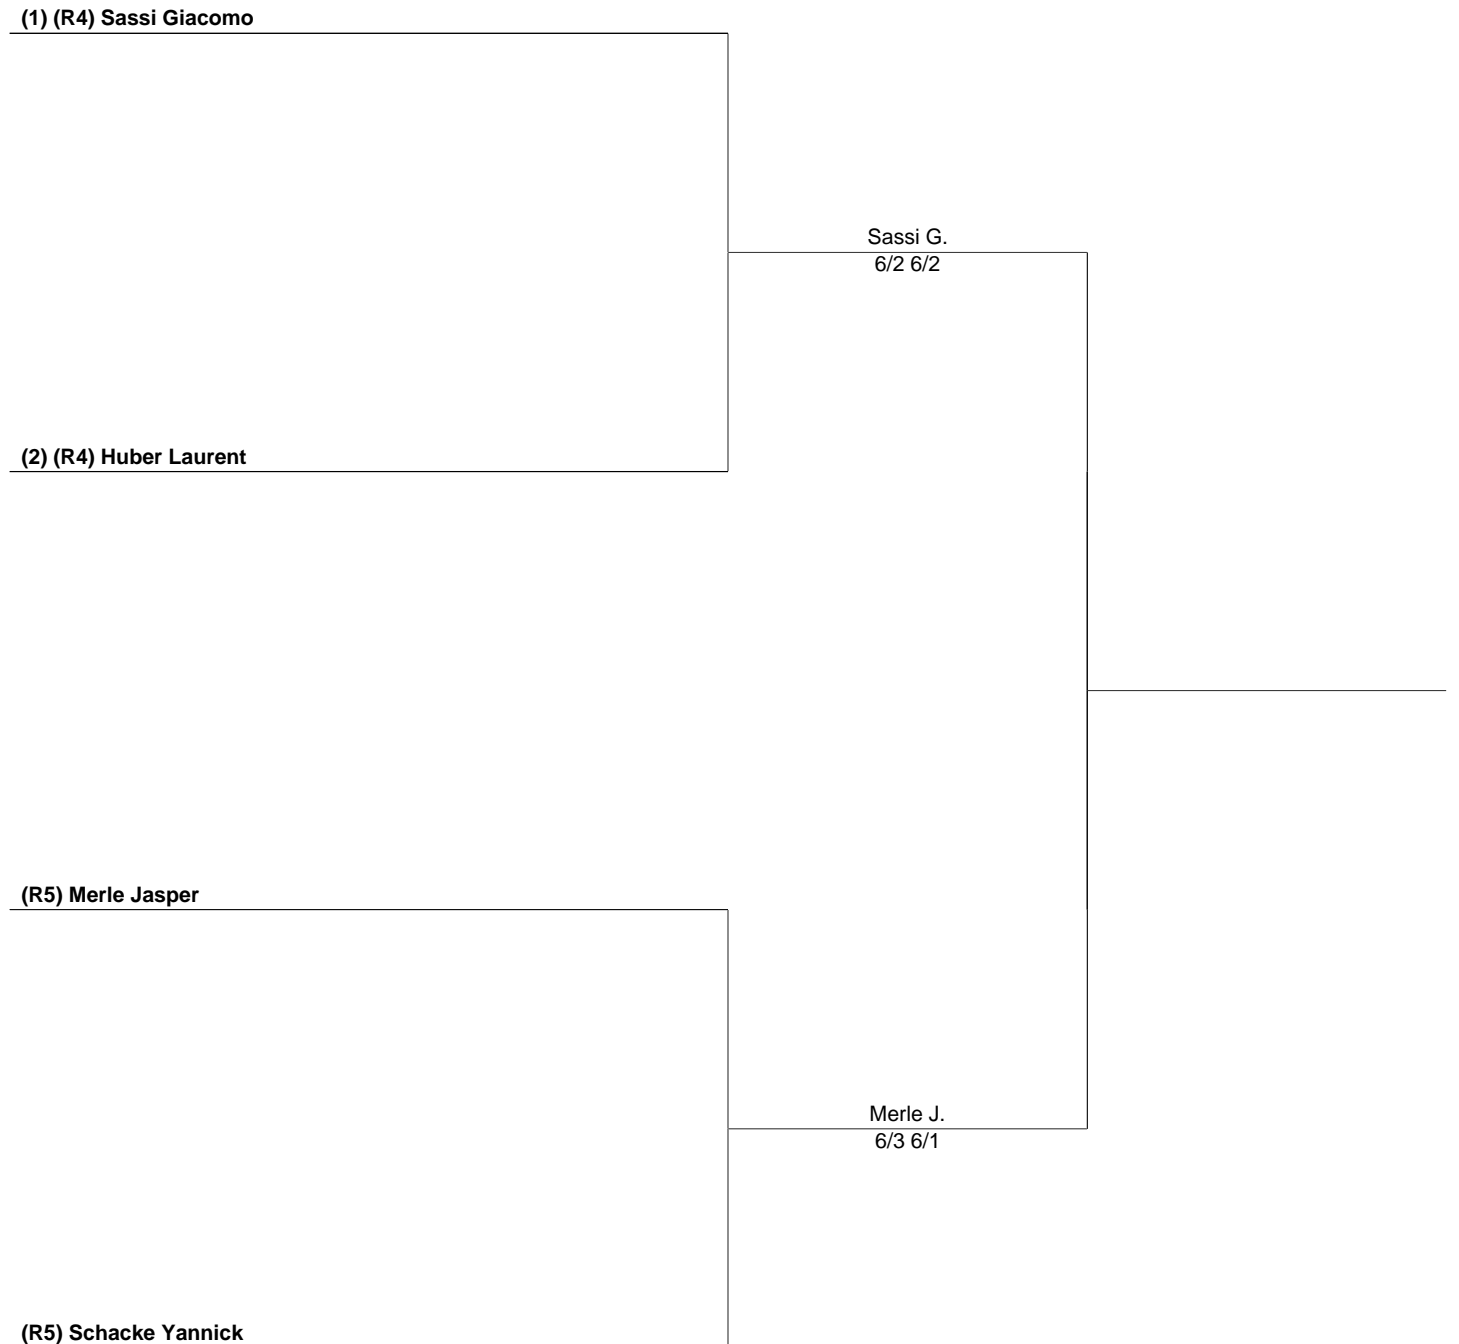 (1) (R4) Sassi Giacomo
Sassi G.
6/2 6/2
(2) (R4) Huber Laurent
(R5) Merle Jasper
Merle J.
6/3 6/1
(R5) Schacke Yannick